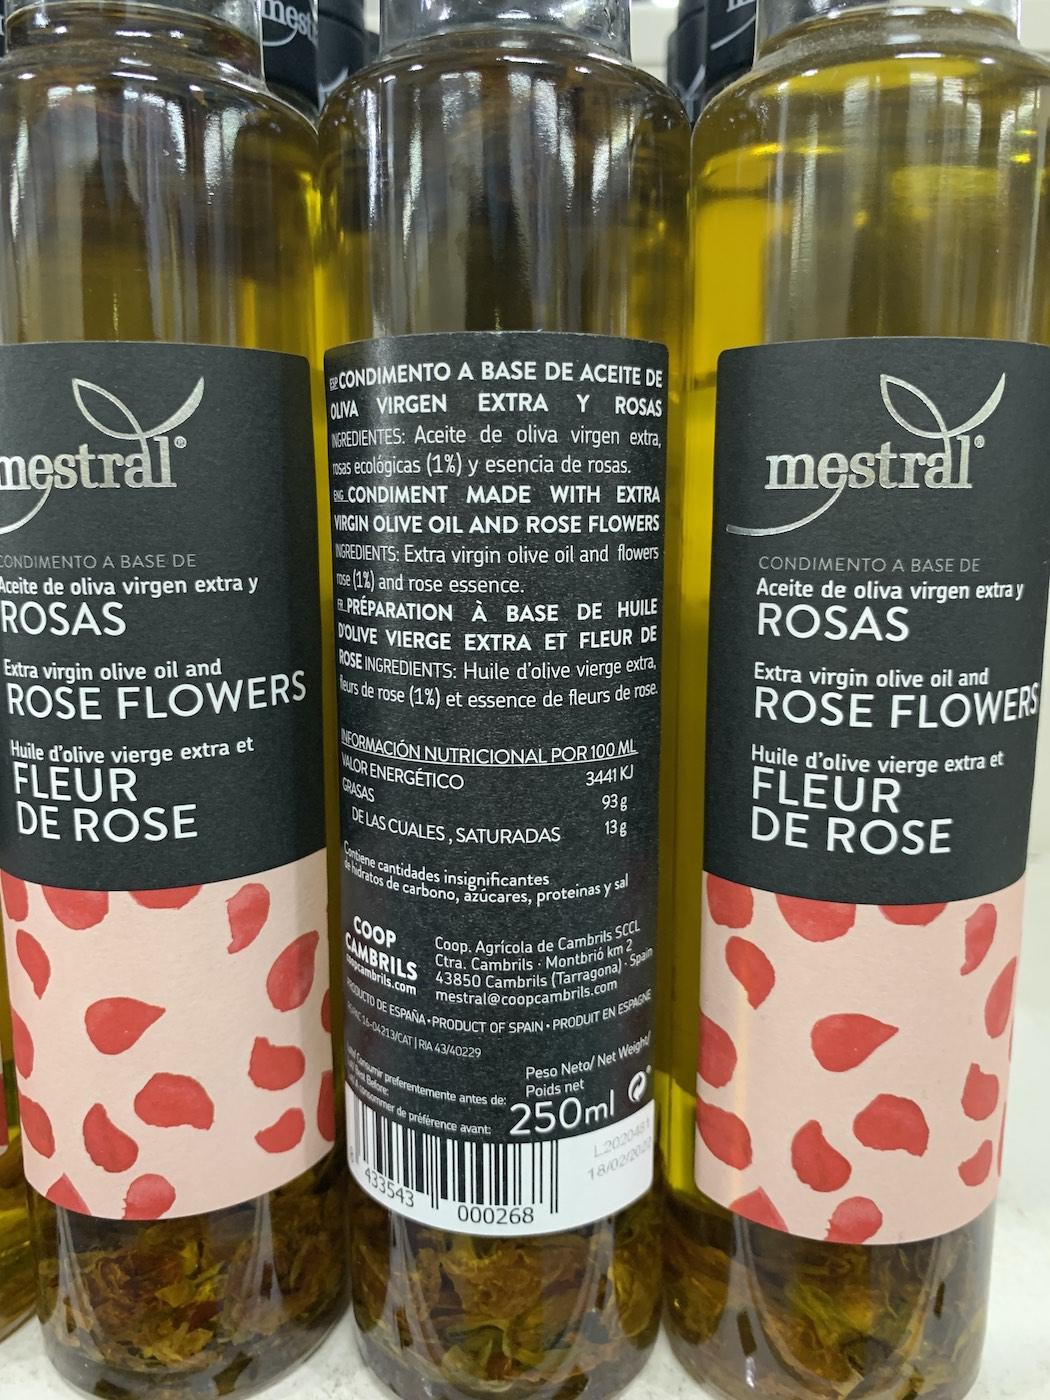 mestral
CONDIMENTO A BASE DE
Aceite de oliva virgen extra y
ROSAS
Extra virgin olive oil and
ROSE FLOWERS
Huile d'olive vierge extra et
FLEUR
DE ROSE
ESP CONDIMENTO A BASE DE ACEITE DE
OLIVA VIRGEN EXTRA Y ROSAS
INGREDIENTES: Aceite de oliva virgen extra,
rosas ecológicas (1%) y esencia de rosas.
ENG CONDIMENT MADE WITH EXTRA
VIRGIN OLIVE OIL AND ROSE FLOWERS
INGREDIENTS: Extra virgin olive oil and flowers
rose (1%) and rose essence.
FR PRÉPARATION À BASE DE HUILE
D'OLIVE VIERGE EXTRA ET FLEUR DE
ROSE INGREDIENTS: Huile d'olive vierge extra,
fleurs de rose (1%) et essence de fleurs de rose.
INFORMACIÓN NUTRICIONAL POR 100 ML
VALOR ENERGÉTICO 3441 KJ
GRASAS 93 g
DE LAS CUALES, SATURADAS 13 g
Contiene cantidades insignificantes
de hidratos de carbono, azúcares, proteinas y sal
COOP
CAMBRILS
coopcambrils.com
Coop. Agrícola de Cambrils SCCL
Ctra. Cambrils · Montbrió km 2
43850 Cambrils (Tarragona) · Spain
mestral@coopcambrils.com
PRODUCTO DE ESPAÑA · PRODUCT OF SPAIN · PRODUIT EN ESPAGNE
16-04213/CAT | RIA 43/40229
Consumir preferentemente antes de:
Best Before:
A consommer de préférence avant:
Peso Neto/ Net Weight/
Poids net
250ml
8 433543 000268
mestral
CONDIMENTO A BASE DE
Aceite de oliva virgen extra y
ROSAS
Extra virgin olive oil and
ROSE FLOWERS
Huile d'olive vierge extra et
FLEUR
DE ROSE